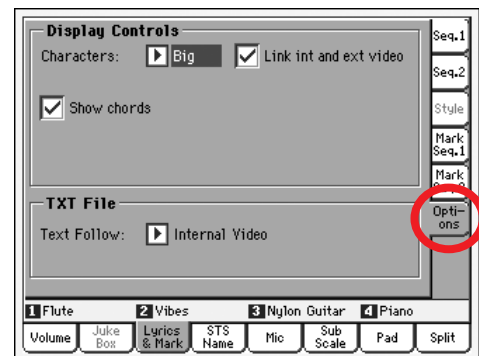 Display Controls
Characters: Big Link int and ext video
Show chords
TXT File
Text Follow: Internal Video
Seq.1
Seq.2
Style
Mark
Seq.1
Mark
Opti-
ons
1 Flute 2 Vibes 3 Nylon Guitar 4 Piano
Volume Juke Box Lyrics & Mark STS Name Mic Sub Scale Pad Split